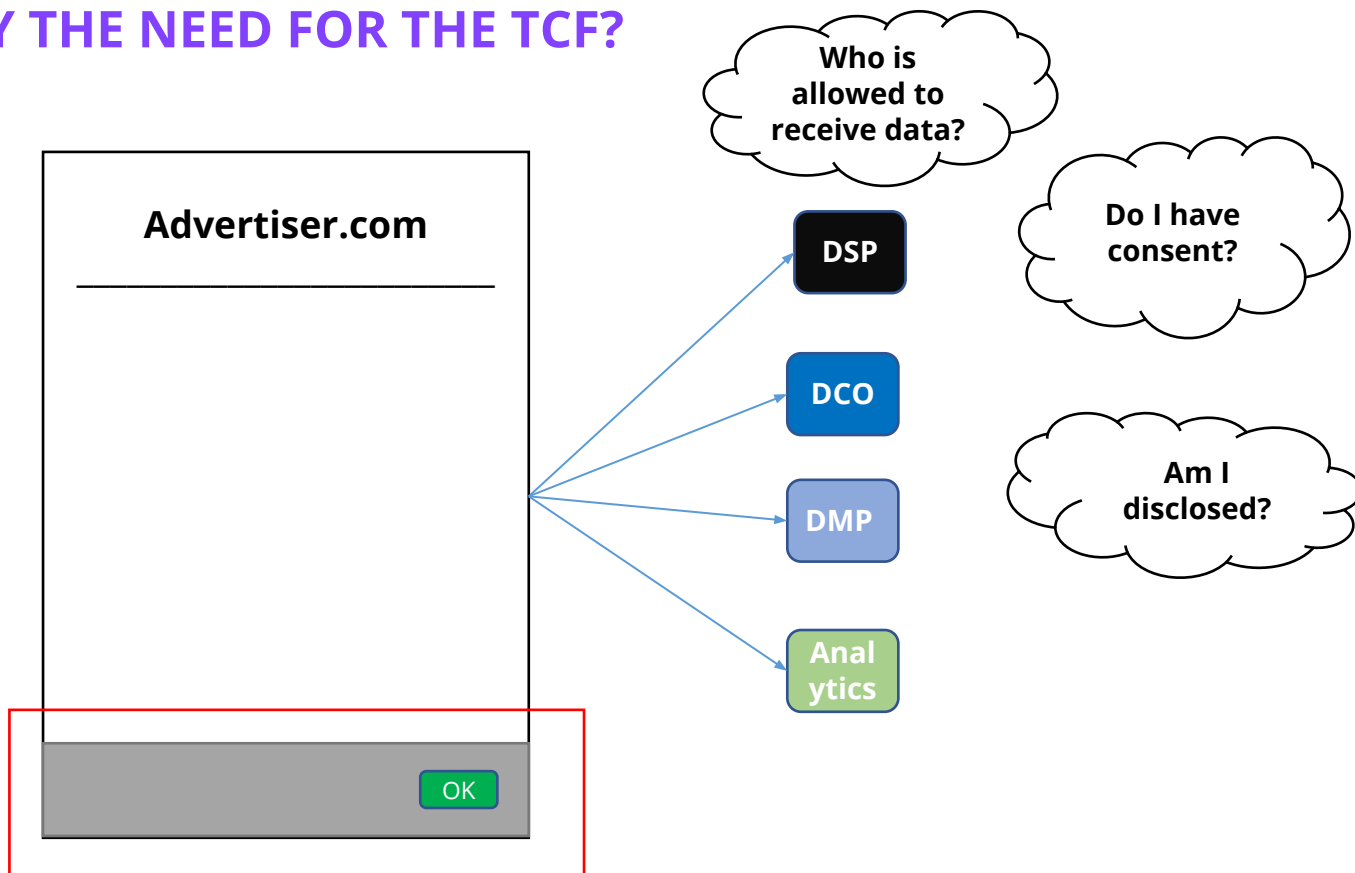 Y THE NEED FOR THE TCF?
Who is
allowed to
receive data?
Do I have
consent?
Advertiser.com
DSP
DCO
Am I
disclosed?
DMP
Anal
ytics
OK